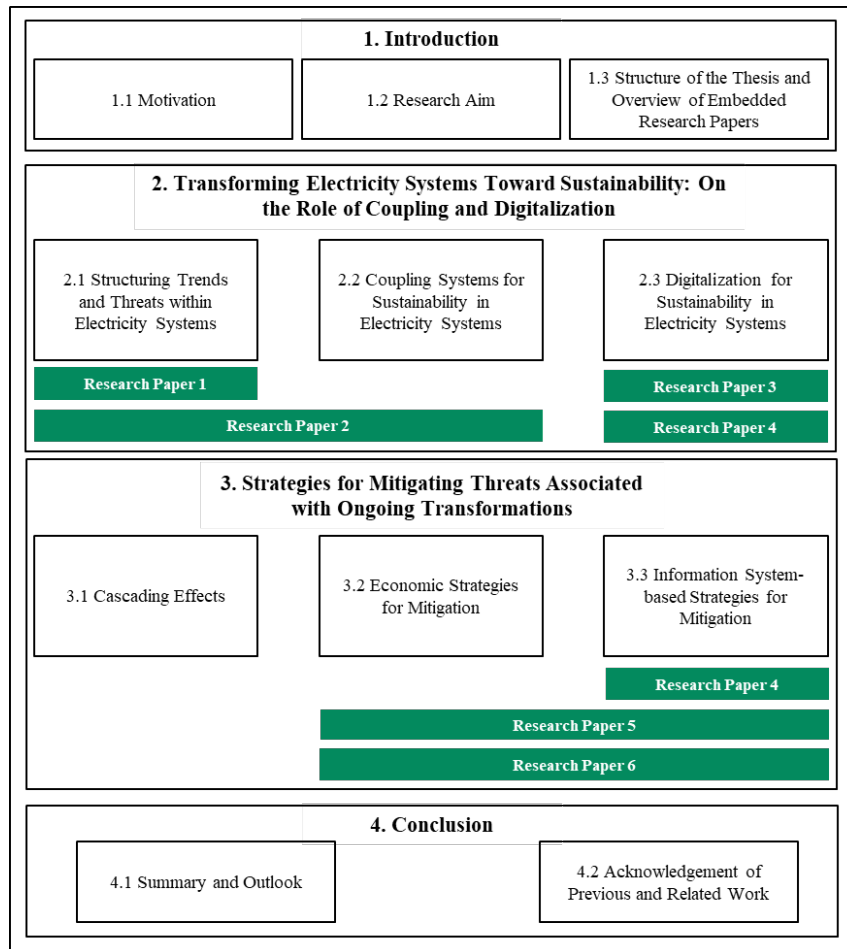 1. Introduction
1.1 Motivation
1.2 Research Aim
1.3 Structure of the Thesis and
Overview of Embedded
Research Papers
2. Transforming Electricity Systems Toward Sustainability: On
the Role of Coupling and Digitalization
2.1 Structuring Trends
and Threats within
Electricity Systems
2.2 Coupling Systems for
Sustainability in
Electricity Systems
2.3 Digitalization for
Sustainability in
Electricity Systems
Research Paper 1
Research Paper 3
Research Paper 2
Research Paper 4
3. Strategies for Mitigating Threats Associated
with Ongoing Transformations
3.1 Cascading Effects
3.2 Economic Strategies
for Mitigation
3.3 Information System-
based Strategies for
Mitigation
Research Paper 4
Research Paper 5
Research Paper 6
4. Conclusion
4.1 Summary and Outlook
4.2 Acknowledgement of
Previous and Related Work